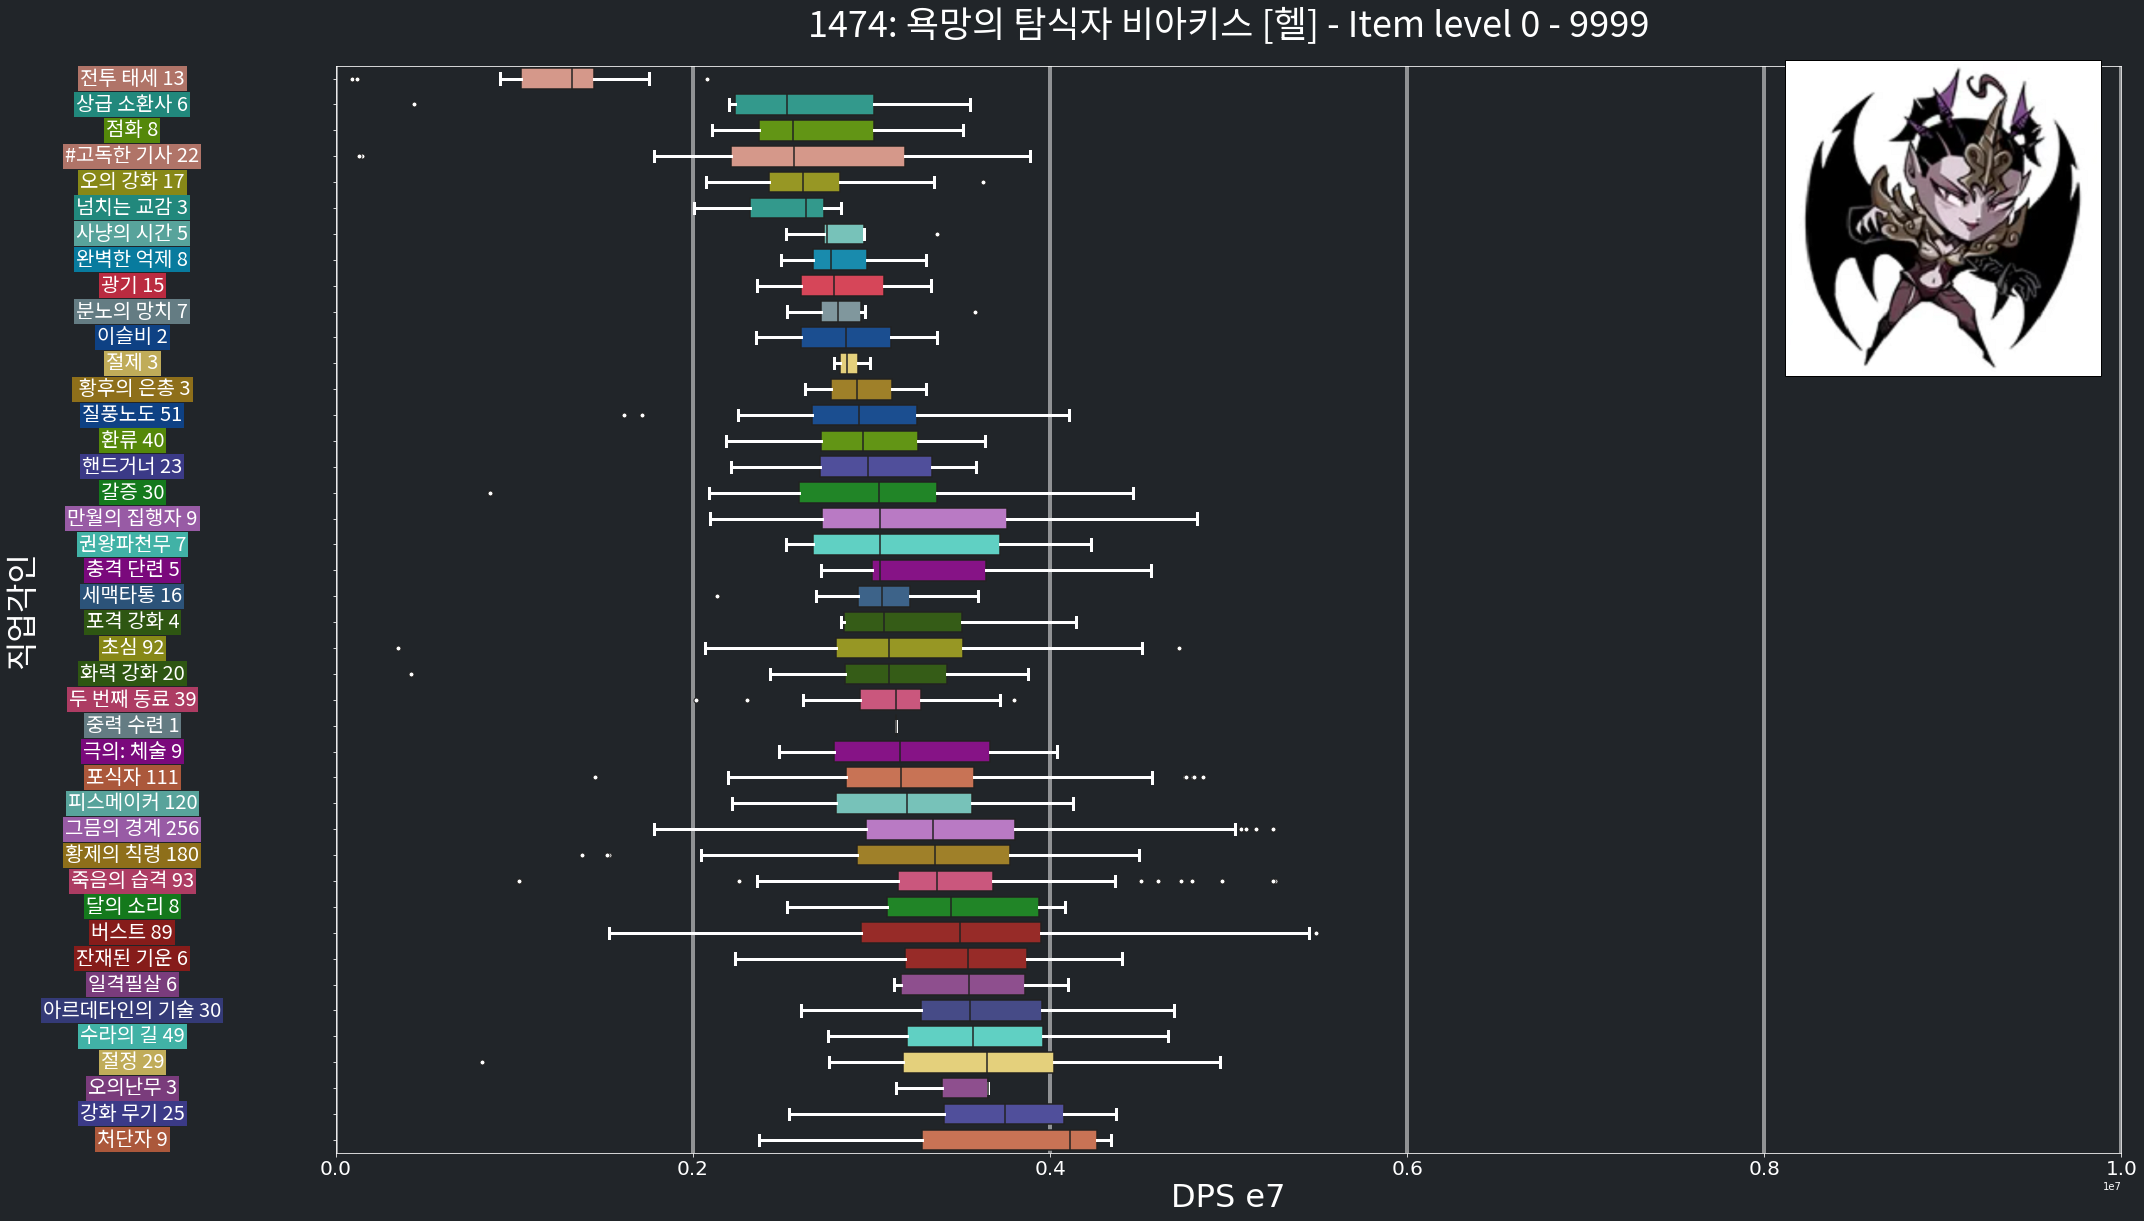 1474: 욕망의 탐식자 비아키스 [헬] - Item level 0 - 9999
전투 태세 13
상급 소환사 6
점화 8
#고독한 기사 22
오의 강화 17
넘치는 교감 3
사냥의 시간 5
완벽한 억제 8
광기 15
분노의 망치 7
이슬비 2
절제 3
황후의 은총 3
질풍노도 51
환류 40
핸드거너 23
갈증 30
만월의 집행자 9
권왕파천무 7
충격 단련 5
세맥타통 16
포격 강화 4
초심 92
화력 강화 20
두 번째 동료 39
중력 수련 1
극의: 체술 9
포식자 111
피스메이커 120
그믐의 경계 256
황제의 칙령 180
죽음의 습격 93
달의 소리 8
버스트 89
잔재된 기운 6
일격필살 6
아르데타인의 기술 30
수라의 길 49
절정 29
오의난무 3
강화 무기 25
처단자 9
직업각인
0.0 0.2 0.4 0.6 0.8 1.0
1e7
DPS e7